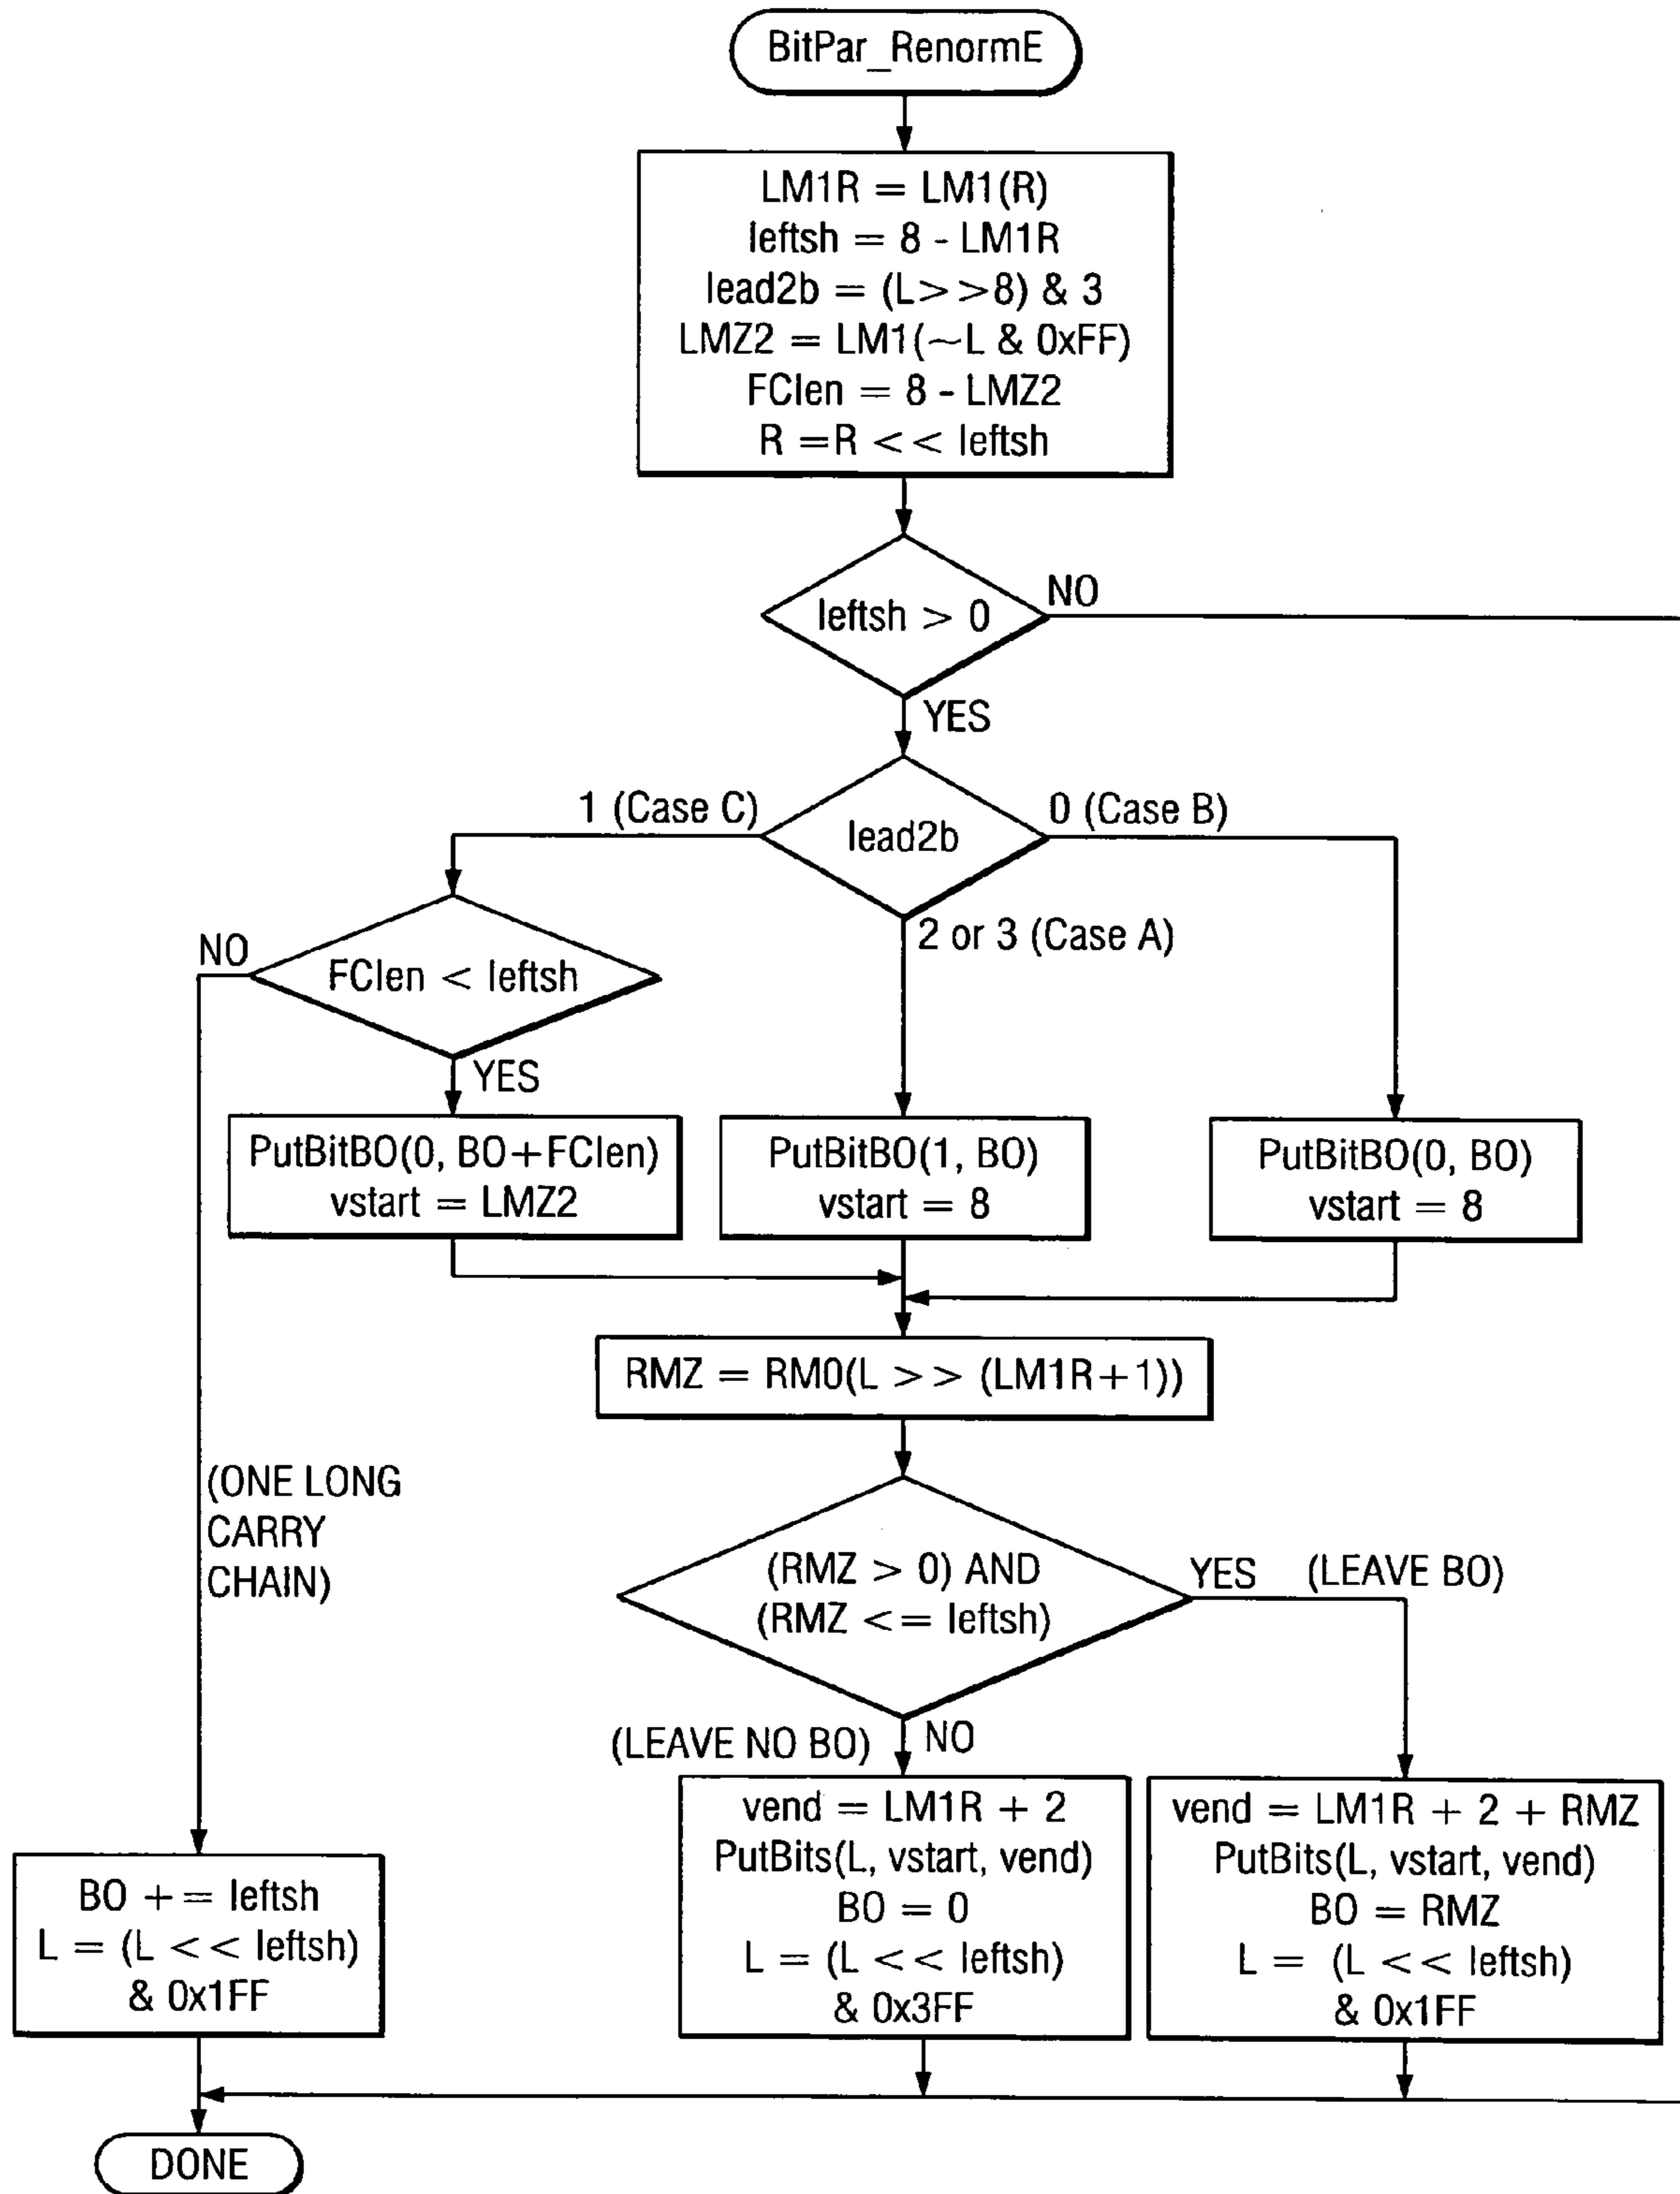 BitPar_RenormE
LM1R = LM1(R)
leftsh = 8 - LM1R
lead2b = (L>>8) & 3
LMZ2 = LM1(~L & 0xFF)
FClen = 8 - LMZ2
R =R << leftsh
leftsh > 0
NO
YES
1 (Case C)
lead2b
0 (Case B)
2 or 3 (Case A)
NO
FClen < leftsh
YES
PutBitBO(0, BO+FClen)
vstart = LMZ2
PutBitBO(1, BO)
vstart = 8
PutBitBO(0, BO)
vstart = 8
RMZ = RM0(L >> (LM1R+1))
(ONE LONG
CARRY
CHAIN)
(RMZ > 0) AND
(RMZ <= leftsh)
YES (LEAVE BO)
(LEAVE NO BO) NO
BO += leftsh
L = (L << leftsh)
& 0x1FF
vend = LM1R + 2
PutBits(L, vstart, vend)
BO = 0
L = (L << leftsh)
& 0x3FF
vend = LM1R + 2 + RMZ
PutBits(L, vstart, vend)
BO = RMZ
L = (L << leftsh)
& 0x1FF
DONE